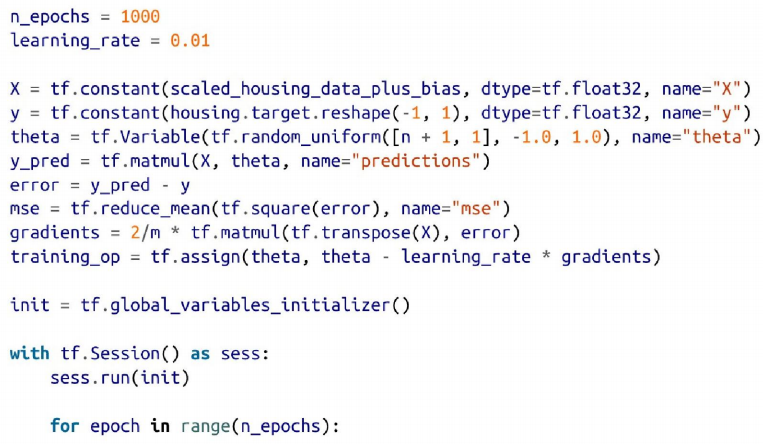 n_epochs = 1000
learning_rate = 0.01
X = tf.constant(scaled_housing_data_plus_bias, dtype=tf.float32, name="X")
y = tf.constant(housing.target.reshape(-1, 1), dtype=tf.float32, name="y")
theta = tf.Variable(tf.random_uniform([n + 1, 1], -1.0, 1.0), name="theta")
y_pred = tf.matmul(X, theta, name="predictions")
error = y_pred - y
mse = tf.reduce_mean(tf.square(error), name="mse")
gradients = 2/m * tf.matmul(tf.transpose(X), error)
training_op = tf.assign(theta, theta - learning_rate * gradients)
init = tf.global_variables_initializer()
with tf.Session() as sess:
    sess.run(init)
    for epoch in range(n_epochs):